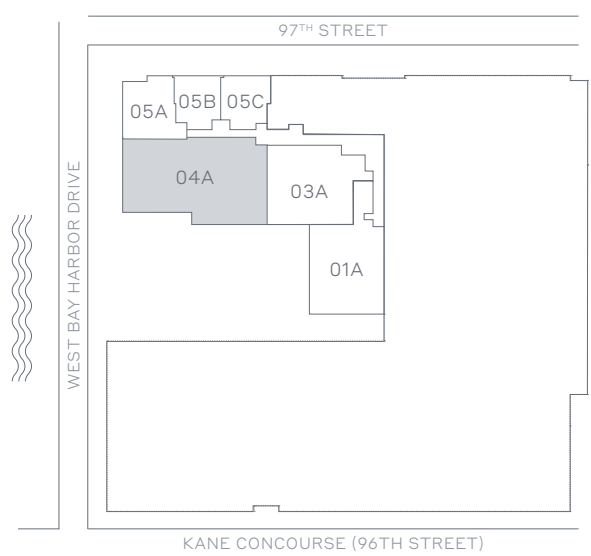 97TH STREET
05A
05B
05C
04A
03A
01A
WEST BAY HARBOR DRIVE
KANE CONCOURSE (96TH STREET)